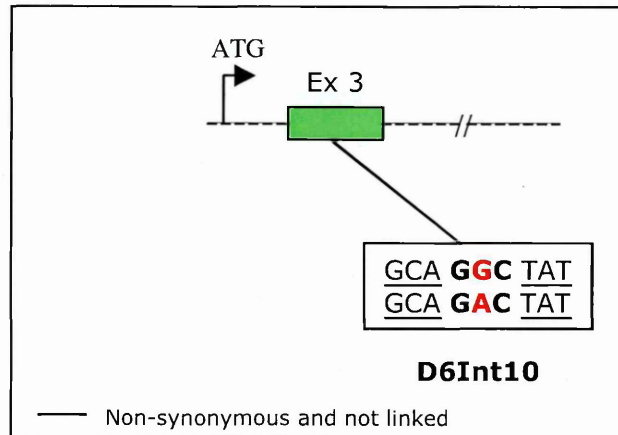 ATG
Ex 3
GCA GGC TAT
GCA GAC TAT
D6Int10
Non-synonymous and not linked